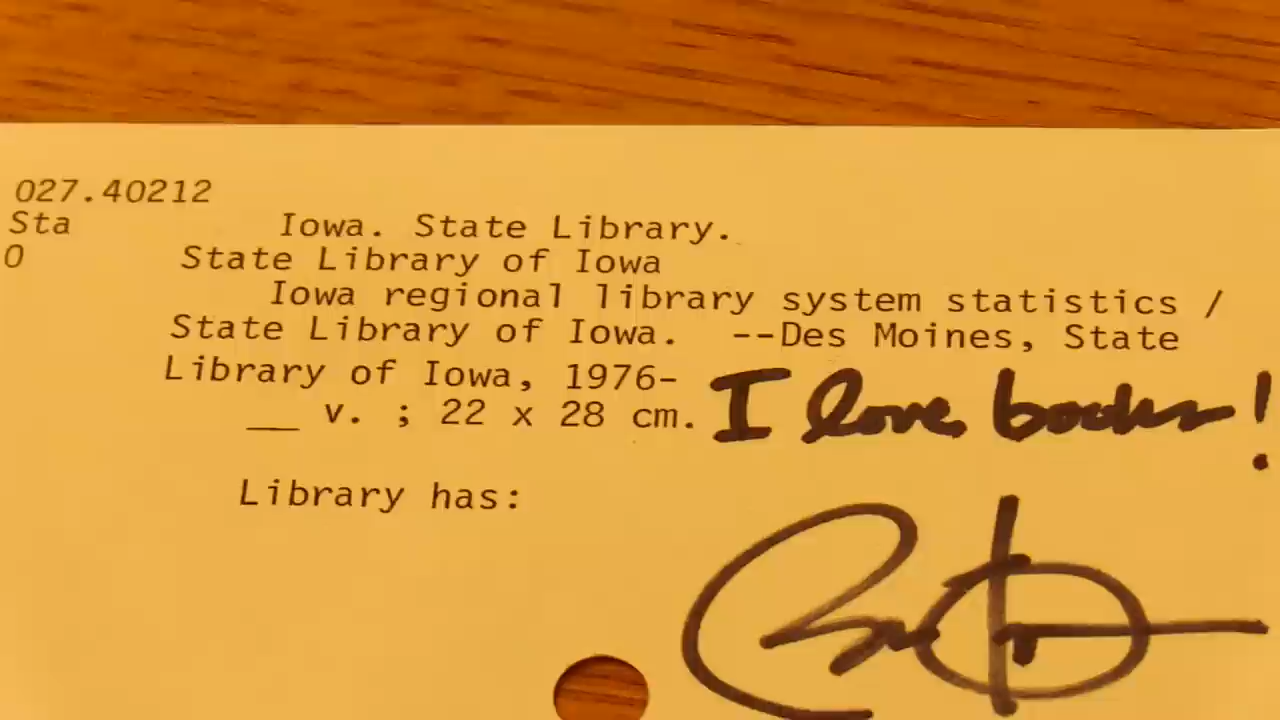 027.40212
Sta Iowa. State Library.
0 State Library of Iowa
Iowa regional library system statistics /
State Library of Iowa. --Des Moines, State
Library of Iowa, 1976-
__ v. ; 22 x 28 cm.
I love books!
Library has: